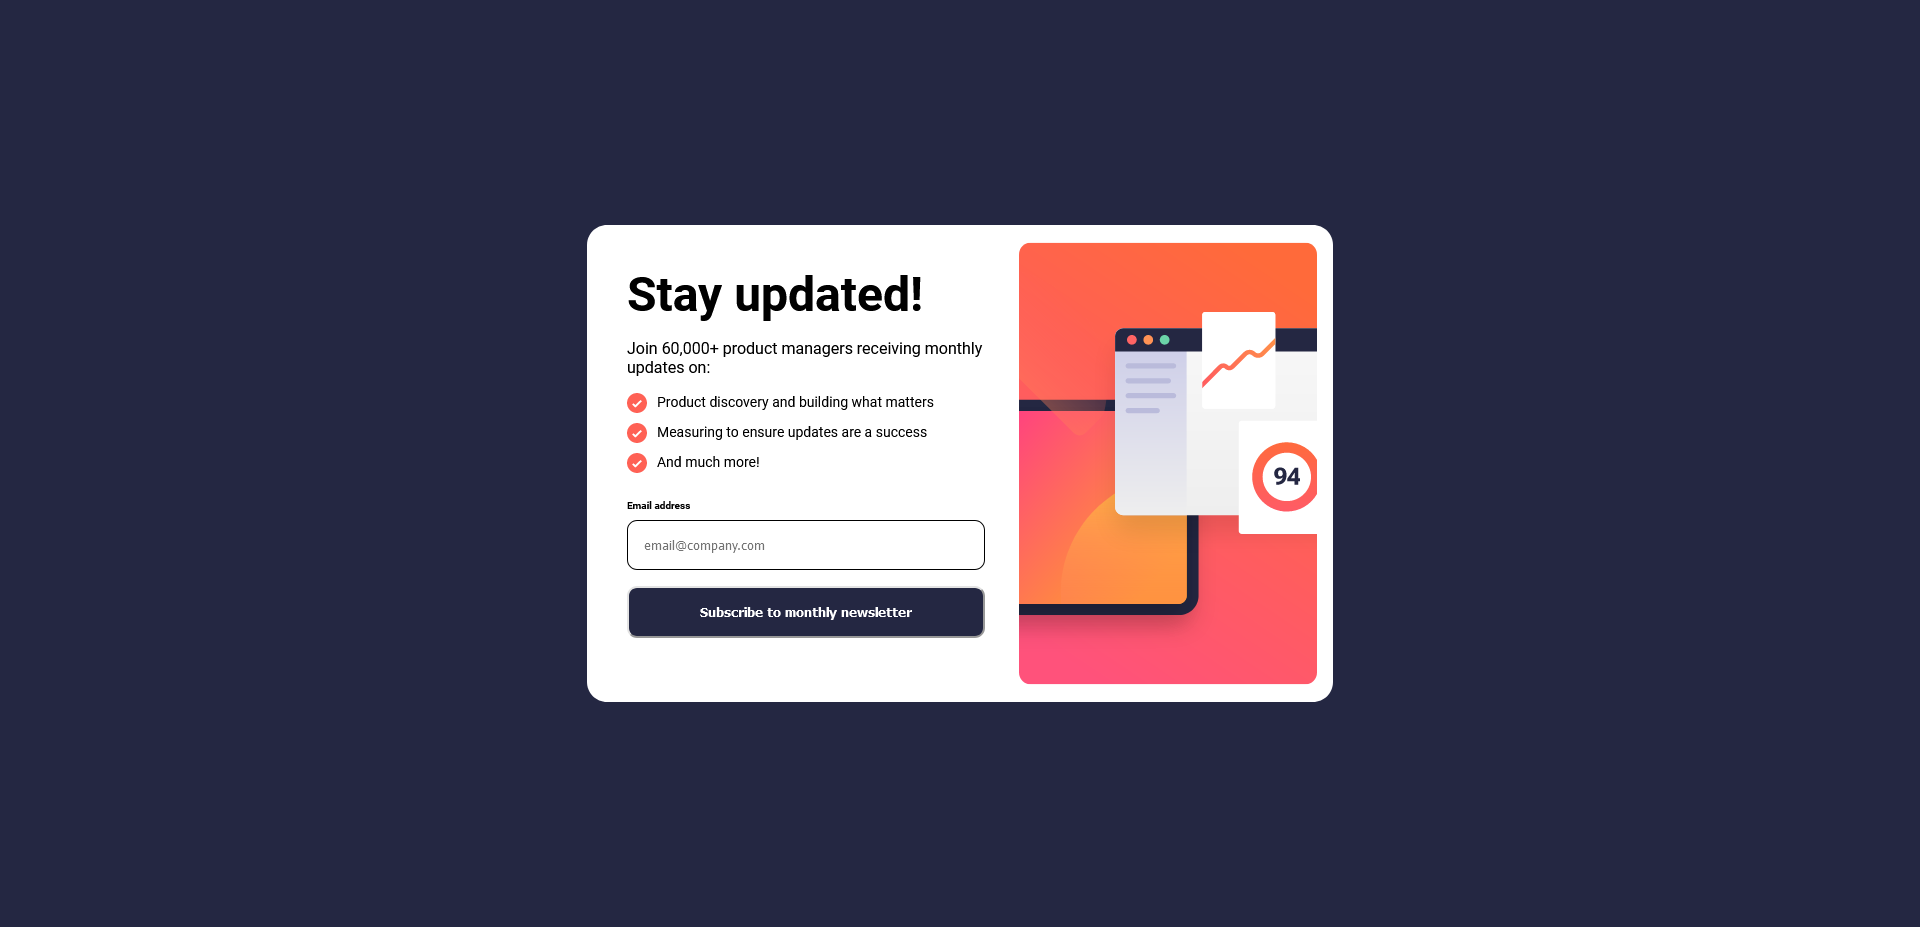 Stay updated!
Join 60,000+ product managers receiving monthly
updates on:
Product discovery and building what matters
Measuring to ensure updates are a success
And much more!
Email address
email@company.com
Subscribe to monthly newsletter
94